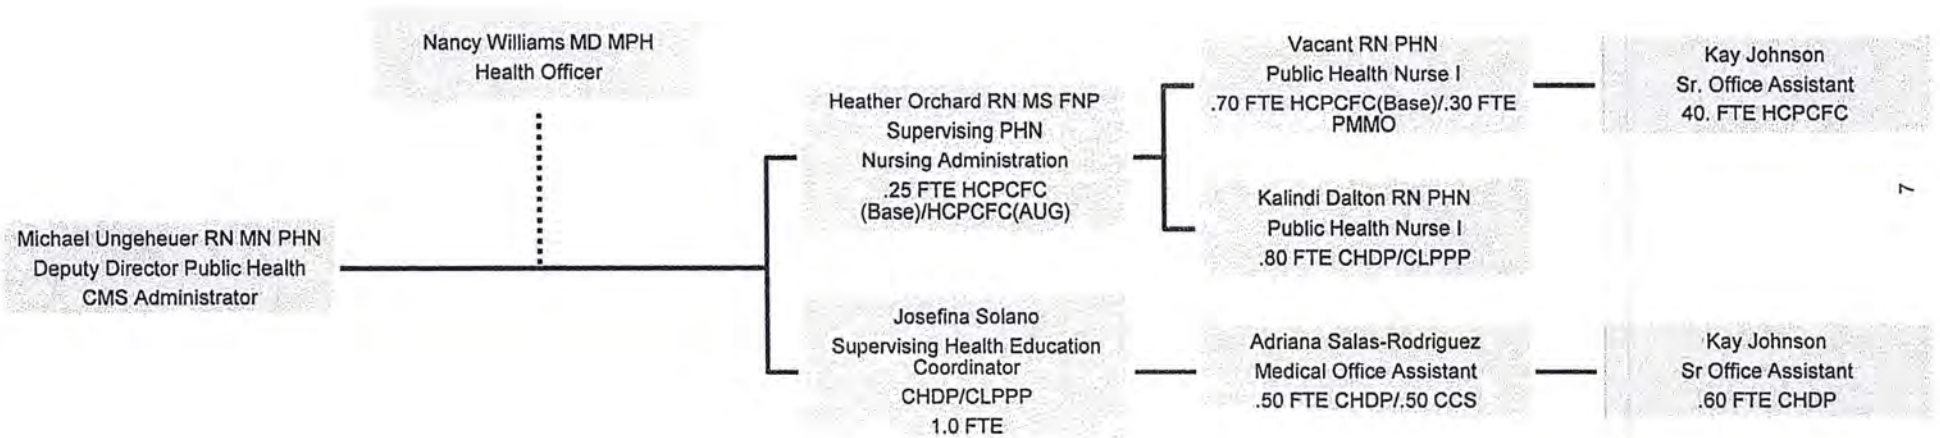 Nancy Williams MD MPH
Health Officer
Michael Ungeheuer RN MN PHN
Deputy Director Public Health
CMS Administrator
Heather Orchard RN MS FNP
Supervising PHN
Nursing Administration
.25 FTE HCPCFC
(Base)/HCPCFC(AUG)
Josefina Solano
Supervising Health Education
Coordinator
CHDP/CLPPP
1.0 FTE
Vacant RN PHN
Public Health Nurse I
.70 FTE HCPCFC(Base)/.30 FTE
PMMO
Kalindi Dalton RN PHN
Public Health Nurse I
.80 FTE CHDP/CLPPP
Adriana Salas-Rodriguez
Medical Office Assistant
.50 FTE CHDP/.50 CCS
Kay Johnson
Sr. Office Assistant
40. FTE HCPCFC
Kay Johnson
Sr Office Assistant
.60 FTE CHDP
7